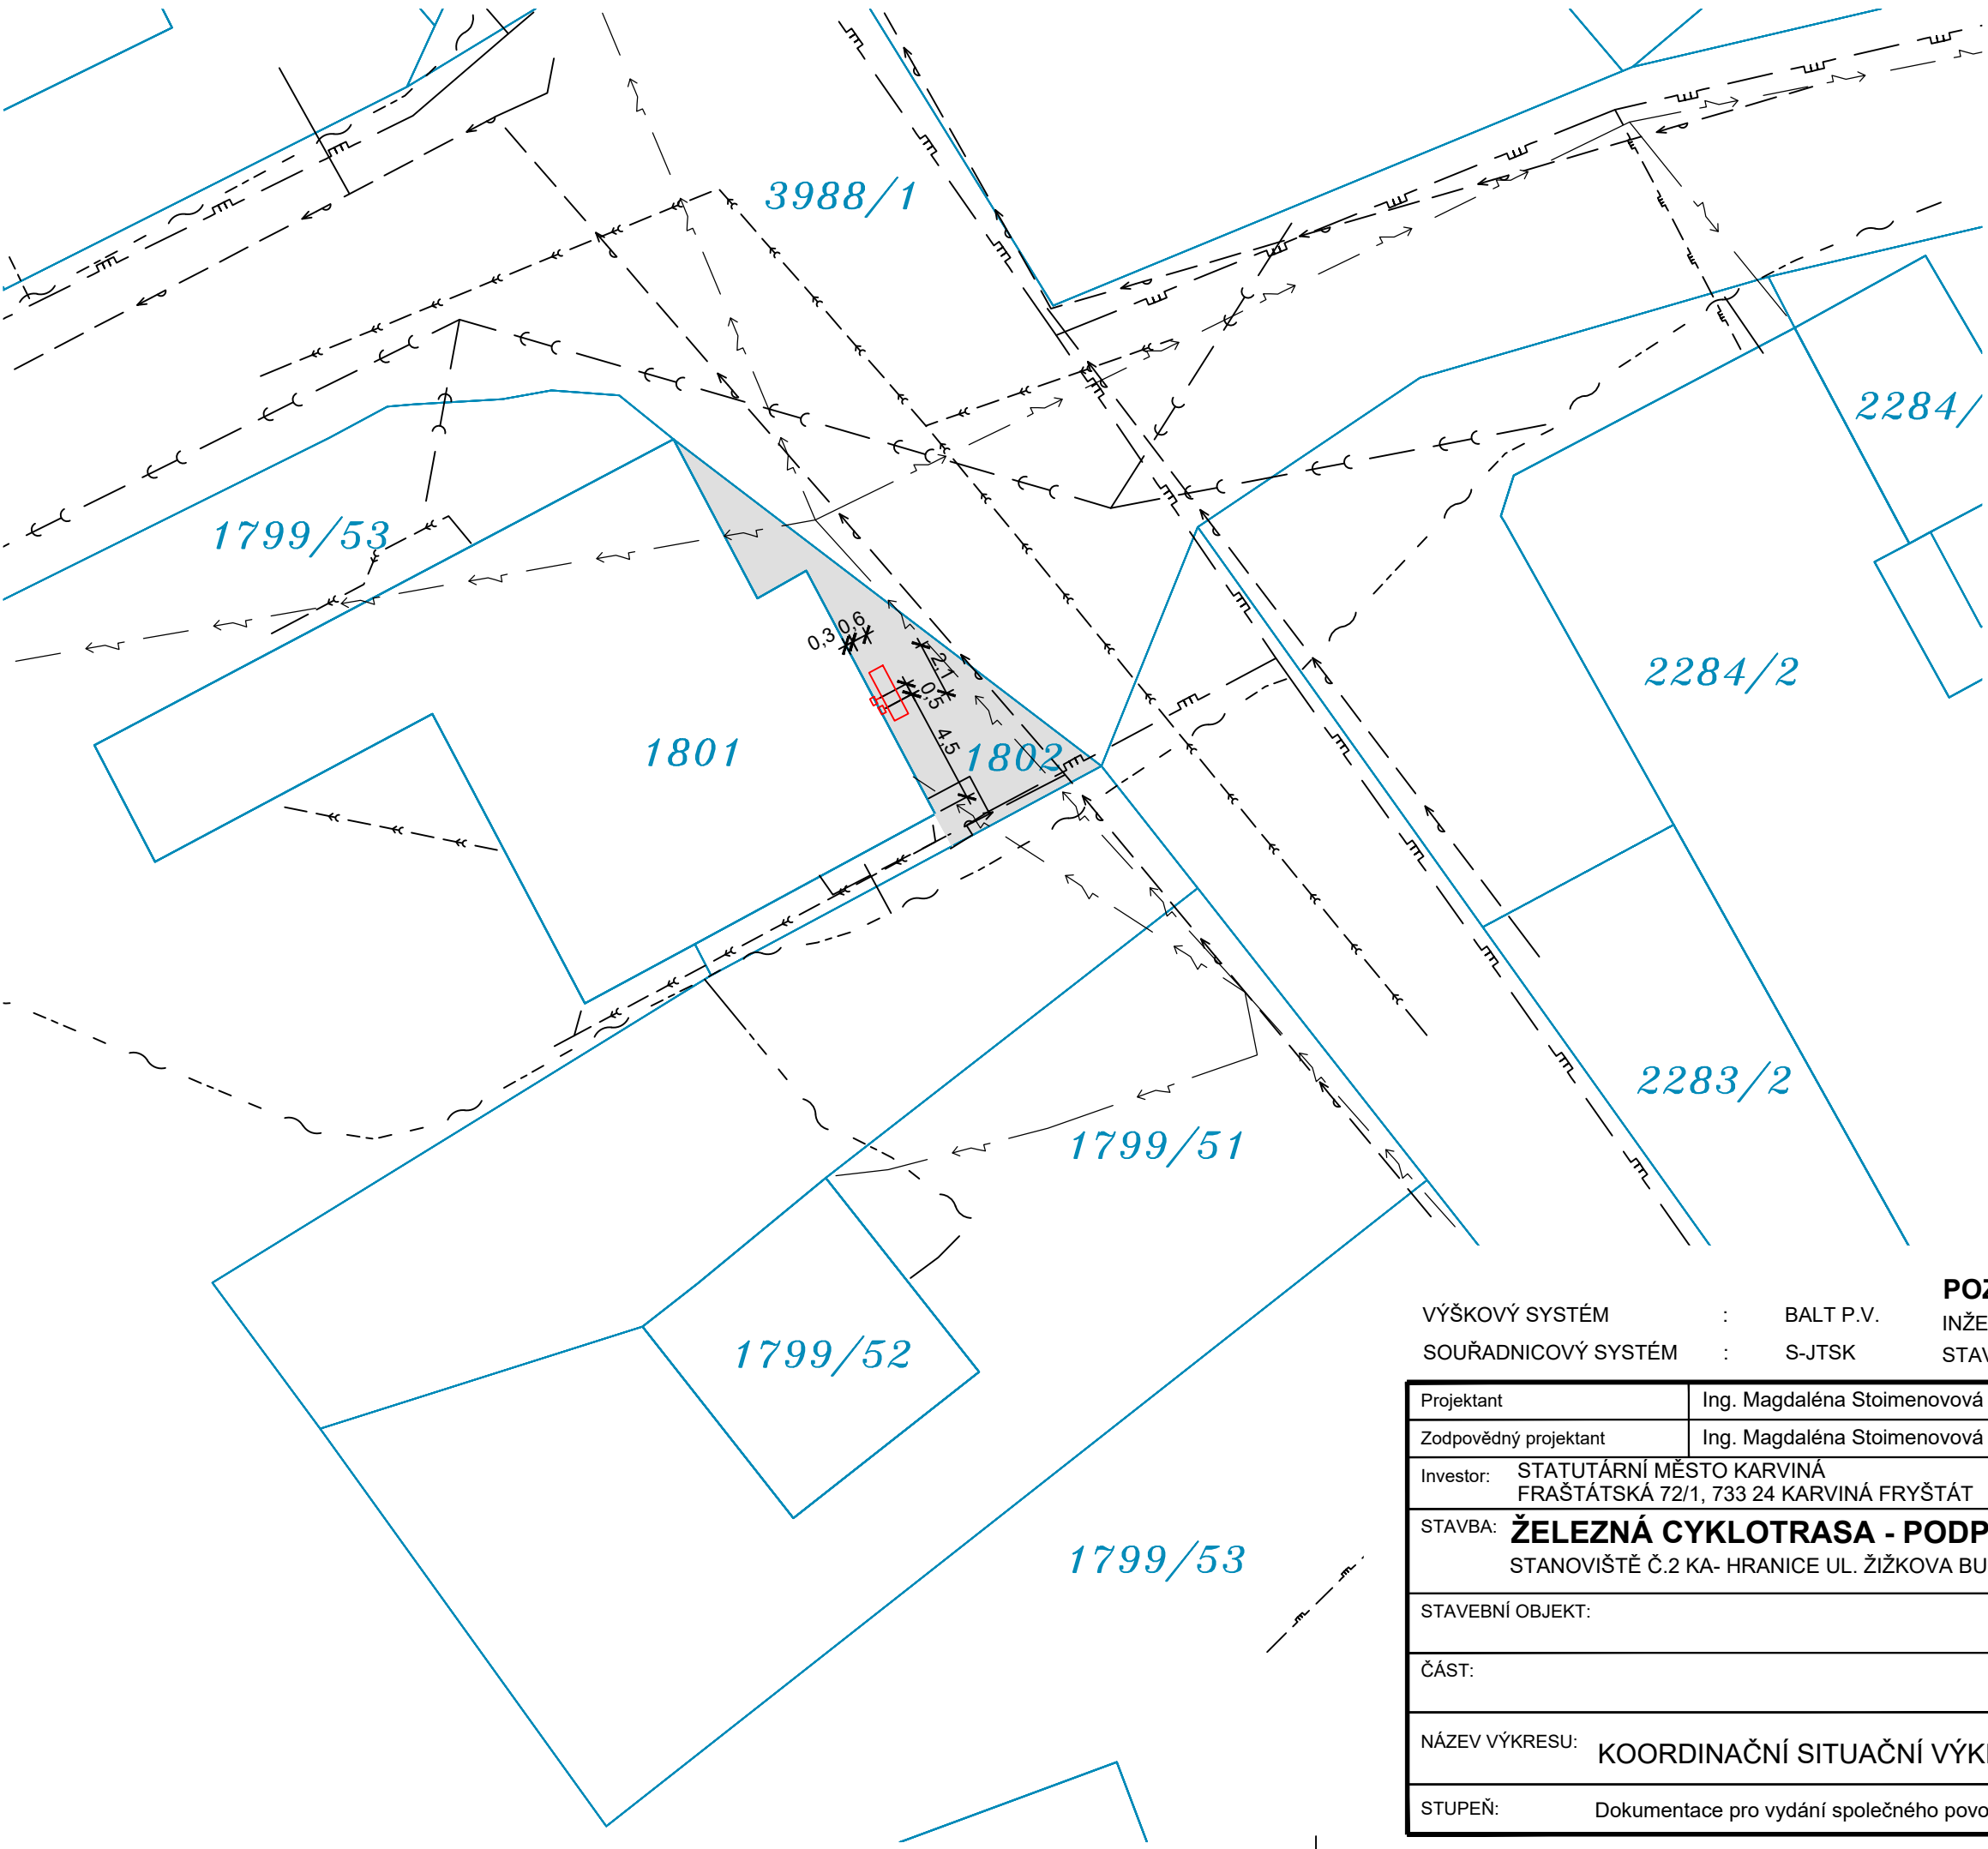 3988/1
2284/
1799/53
0,3 0,6
2,1
0,5
4,5
1801
1802
2284/2
2283/2
1799/51
1799/52
1799/53
VÝŠKOVÝ SYSTÉM : BALT P.V.
SOUŘADNICOVÝ SYSTÉM : S-JTSK
POZ
INŽE
STAV
Projektant Ing. Magdaléna Stoimenovová
Zodpovědný projektant Ing. Magdaléna Stoimenovová
Investor: STATUTÁRNÍ MĚSTO KARVINÁ
FRAŠTÁTSKÁ 72/1, 733 24 KARVINÁ FRYŠTÁT
STAVBA: ŽELEZNÁ CYKLOTRASA - PODP
STANOVIŠTĚ Č.2 KA- HRANICE UL. ŽIŽKOVA BU
STAVEBNÍ OBJEKT:
ČÁST:
NÁZEV VÝKRESU: KOORDINAČNÍ SITUAČNÍ VÝK
STUPEŇ: Dokumentace pro vydání společného povo